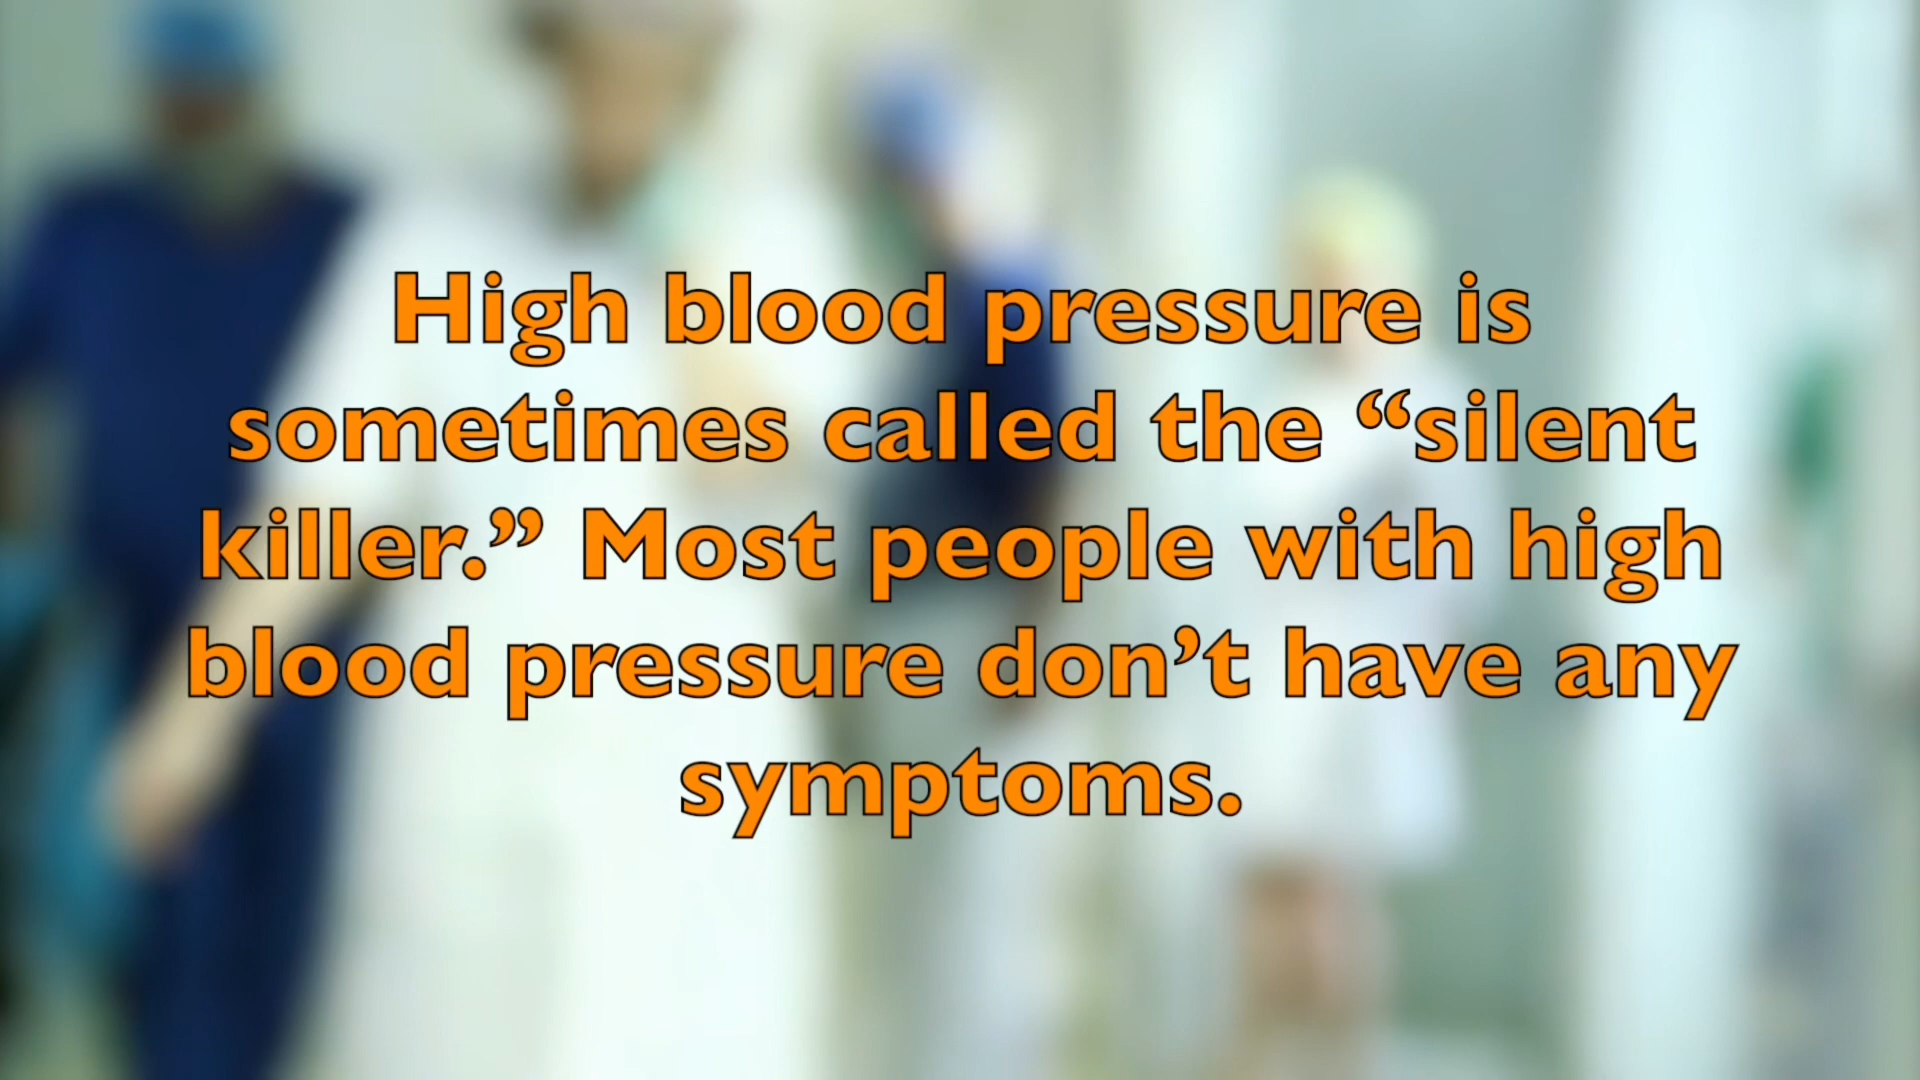 High blood pressure is
sometimes called the “silent
killer.” Most people with high
blood pressure don’t have any
symptoms.